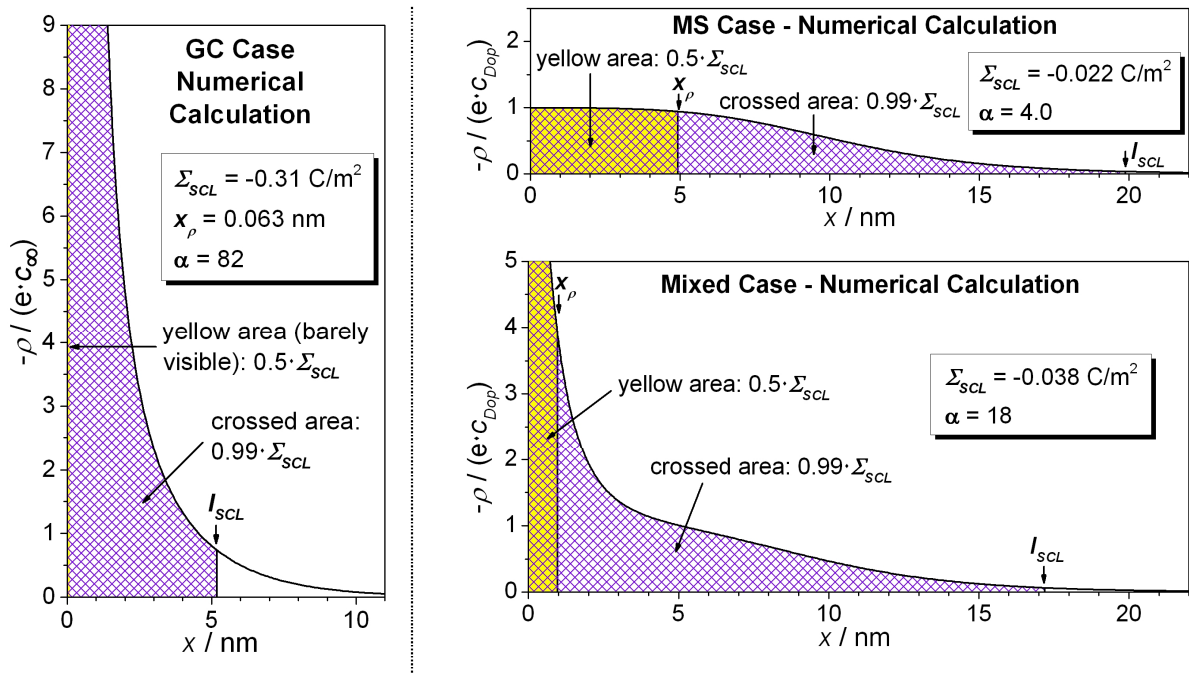 GC Case
Numerical
Calculation
Σ_SCL = -0.31 C/m²
x_ρ = 0.063 nm
α = 82
yellow area (barely
visible): 0.5·Σ_SCL
crossed area:
0.99·Σ_SCL
l_SCL
-ρ / (e·c_∞)
9
8
7
6
5
4
3
2
1
0
0
5
10
x / nm
MS Case - Numerical Calculation
yellow area: 0.5·Σ_SCL
x_ρ
crossed area: 0.99·Σ_SCL
Σ_SCL = -0.022 C/m²
α = 4.0
l_SCL
-ρ / (e·c_Dop)
2
1
0
0
5
10
15
20
x / nm
Mixed Case - Numerical Calculation
x_ρ
yellow area: 0.5·Σ_SCL
crossed area: 0.99·Σ_SCL
Σ_SCL = -0.038 C/m²
α = 18
l_SCL
-ρ / (e·c_Dop)
5
4
3
2
1
0
0
5
10
15
20
x / nm